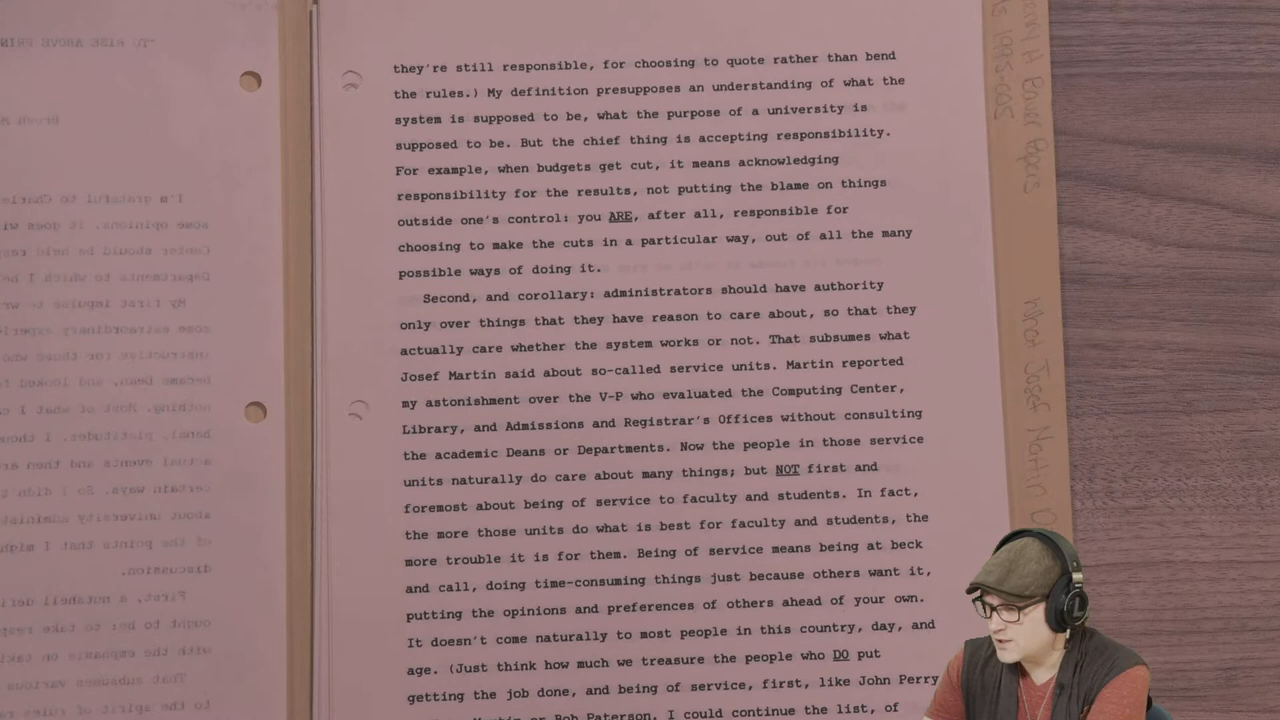 they're still responsible, for choosing to quote rather than bend
the rules.) My definition presupposes an understanding of what the
system is supposed to be, what the purpose of a university is
supposed to be. But the chief thing is accepting responsibility.
For example, when budgets get cut, it means acknowledging
responsibility for the results, not putting the blame on things
outside one's control: you ARE, after all, responsible for
choosing to make the cuts in a particular way, out of all the many
possible ways of doing it.
Second, and corollary: administrators should have authority
only over things that they have reason to care about, so that they
actually care whether the system works or not. That subsumes what
Josef Martin said about so-called service units. Martin reported
my astonishment over the V-P who evaluated the Computing Center,
Library, and Admissions and Registrar's Offices without consulting
the academic Deans or Departments. Now the people in those service
units naturally do care about many things; but NOT first and
foremost about being of service to faculty and students. In fact,
the more those units do what is best for faculty and students, the
more trouble it is for them. Being of service means being at beck
and call, doing time-consuming things just because others want it,
putting the opinions and preferences of others ahead of your own.
It doesn't come naturally to most people in this country, day, and
age. (Just think how much we treasure the people who DO put
getting the job done, and being of service, first, like John Perry
Martin or Bob Paterson. I could continue the list, of
What Josef Martin